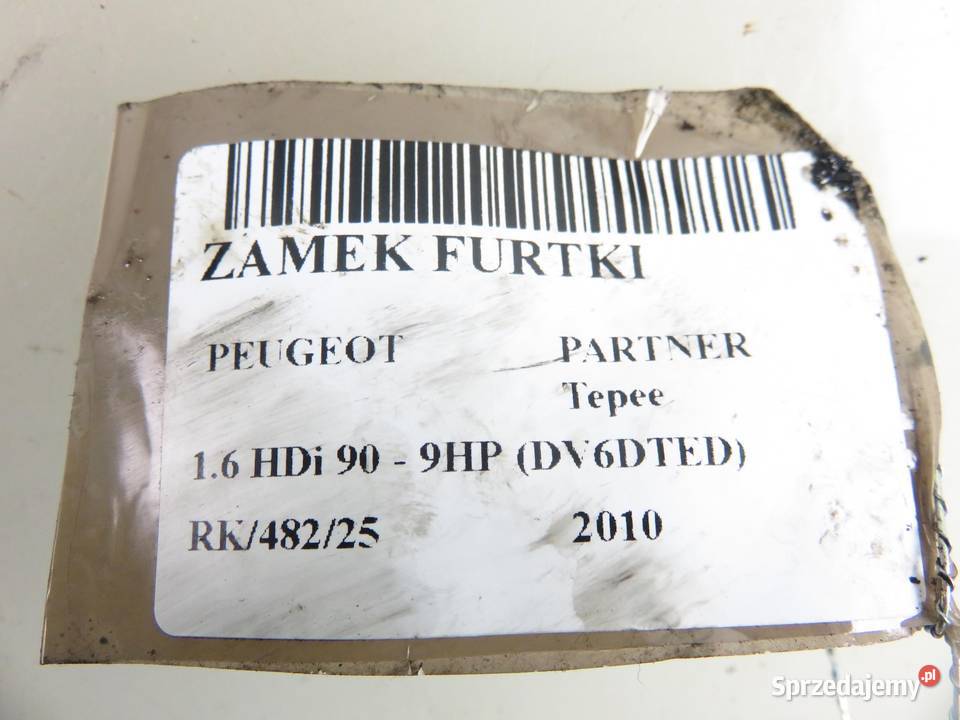 ZAMEK FURTKI
PEUGEOT PARTNER
Tepee
1.6 HDi 90 - 9HP (DV6DTED)
RK/482/25 2010
Sprzedajemy.pl